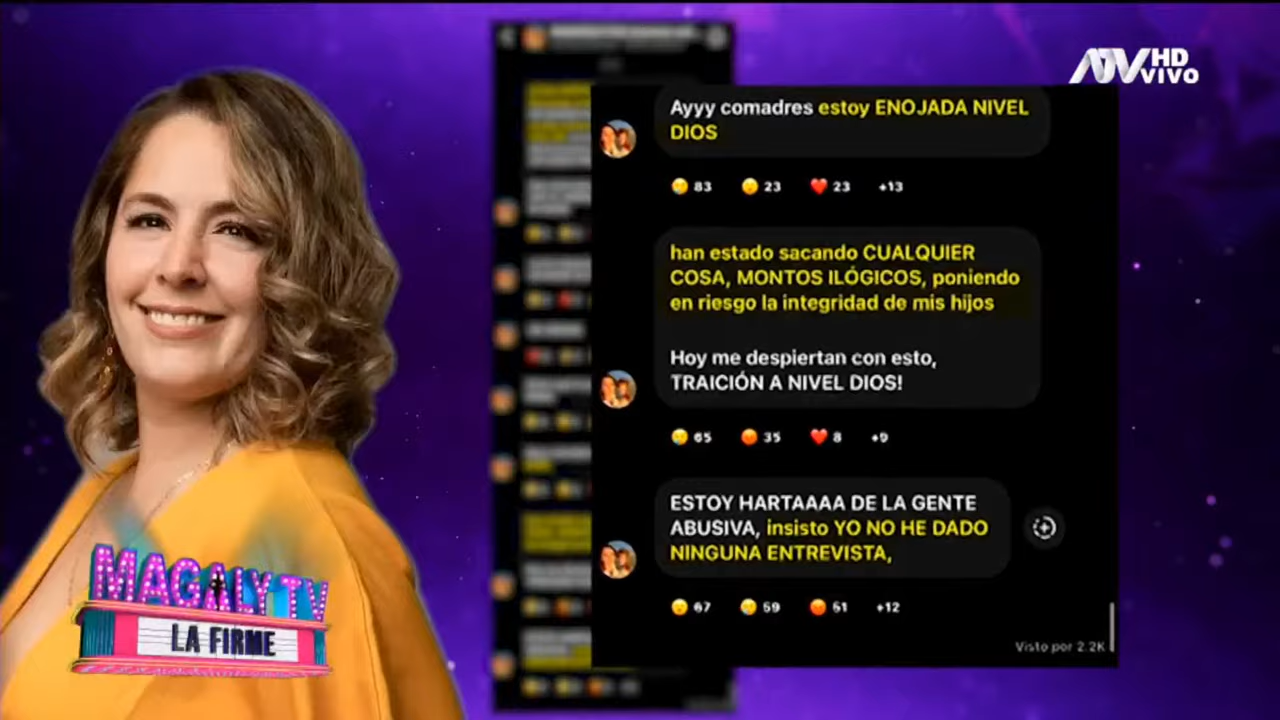 ATV HD
VIVO
Ayyy comadres estoy ENOJADA NIVEL
DIOS
83 23 23 +13
han estado sacando CUALQUIER
COSA, MONTOS ILÓGICOS, poniendo
en riesgo la integridad de mis hijos
Hoy me despiertan con esto,
TRAICIÓN A NIVEL DIOS!
65 35 8 +9
ESTOY HARTAAAA DE LA GENTE
ABUSIVA, insisto YO NO HE DADO
NINGUNA ENTREVISTA,
67 59 51 +12
Visto por 2.2K
MAGALY TV
LA FIRME